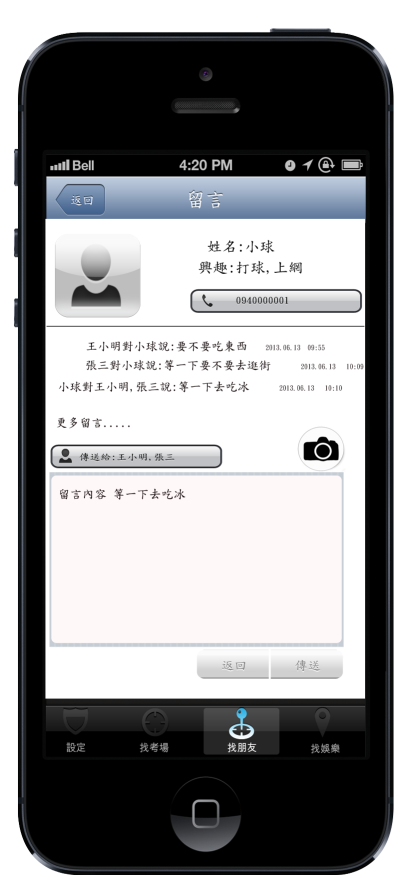 Bell 4:20 PM
返回 留言
姓名:小球
興趣:打球,上網
0940000001
王小明對小球說:要不要吃東西 2013.06.13 09:55
張三對小球說:等一下要不要去逛街 2013.06.13 10:09
小球對王小明,張三說:等一下去吃冰 2013.06.13 10:10
更多留言.....
傳送給:王小明,張三
留言內容 等一下去吃冰
返回 傳送
設定 找考場 找朋友 找娛樂